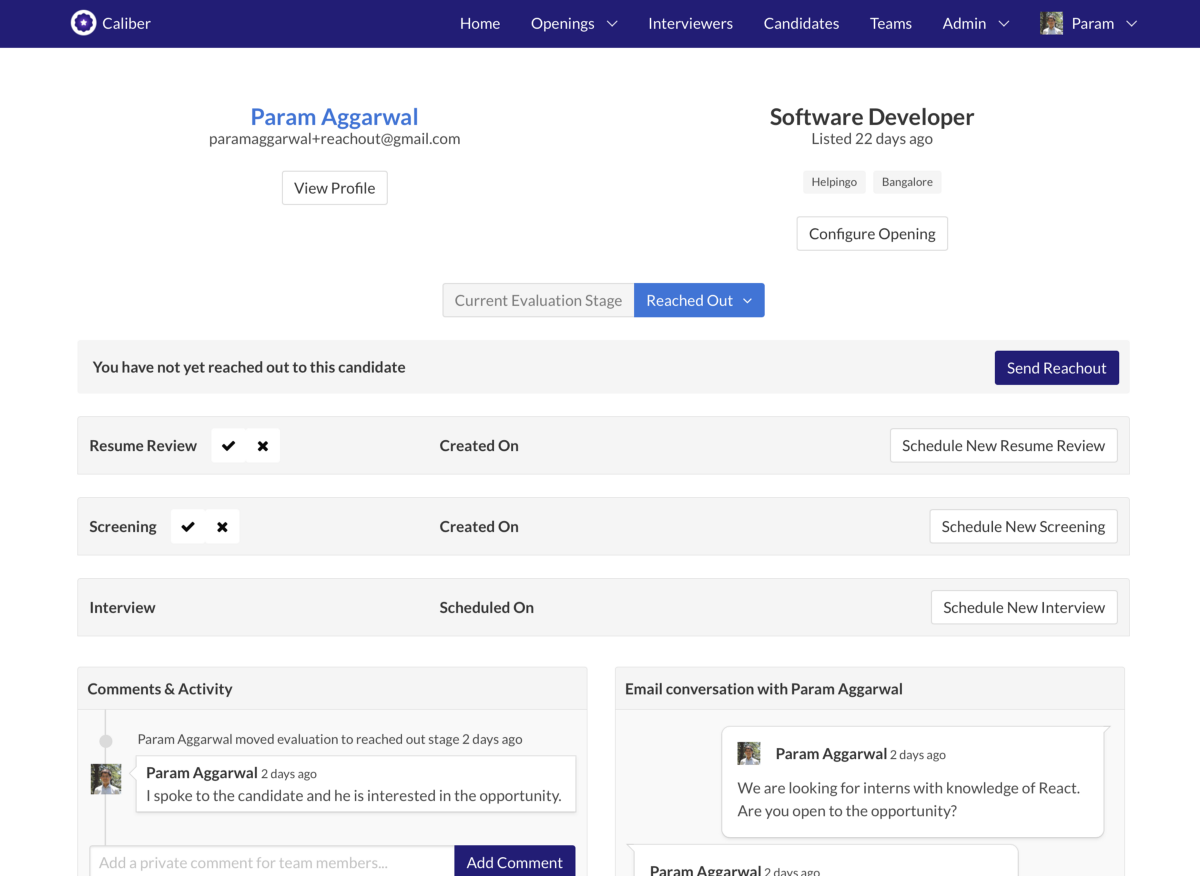 Caliber
Home Openings Interviewers Candidates Teams Admin Param
Param Aggarwal
paramaggarwal+reachout@gmail.com
View Profile
Software Developer
Listed 22 days ago
Helpingo Bangalore
Configure Opening
Current Evaluation Stage Reached Out
You have not yet reached out to this candidate Send Reachout
Resume Review Created On Schedule New Resume Review
Screening Created On Schedule New Screening
Interview Scheduled On Schedule New Interview
Comments & Activity
Param Aggarwal moved evaluation to reached out stage 2 days ago
Param Aggarwal 2 days ago
I spoke to the candidate and he is interested in the opportunity.
Add a private comment for team members... Add Comment
Email conversation with Param Aggarwal
Param Aggarwal 2 days ago
We are looking for interns with knowledge of React.
Are you open to the opportunity?
Param Aggarwal 2 days ago